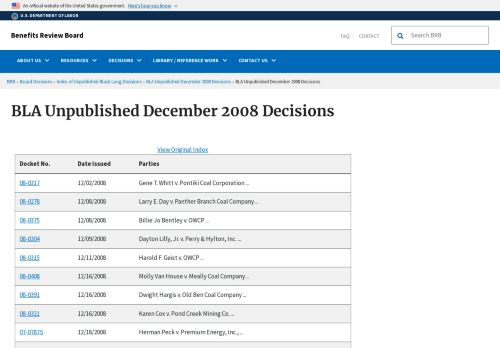 An official website of the United States government. Here's how you know
U.S. DEPARTMENT OF LABOR
Benefits Review Board
FAQ CONTACT
Search BRB
ABOUT US RESOURCES DECISIONS LIBRARY / REFERENCE WORK CONTACT US
BRB » Board Decisions » Index of Unpublished Black Lung Decisions » BLA Unpublished December 2008 Decisions » BLA Unpublished December 2008 Decisions
BLA Unpublished December 2008 Decisions
View Original Index
Docket No. Date Issued Parties
08-0317 12/02/2008 Gene T. Whitt v. Pontiki Coal Corporation ...
08-0278 12/08/2008 Larry E. Day v. Panther Branch Coal Company ...
08-0375 12/08/2008 Billie Jo Bentley v. OWCP ...
08-0304 12/09/2008 Dayton Lilly, Jr. v. Perry & Hylton, Inc. ...
08-0315 12/11/2008 Harold F. Geist v. OWCP ...
08-0408 12/16/2008 Molly Van House v. Meally Coal Company ...
08-0391 12/16/2008 Dwight Hargis v. Old Ben Coal Company ...
08-0321 12/16/2008 Karen Cox v. Pond Creek Mining Co. ...
07-0787S 12/18/2008 Herman Peck v. Premium Energy, Inc., ...